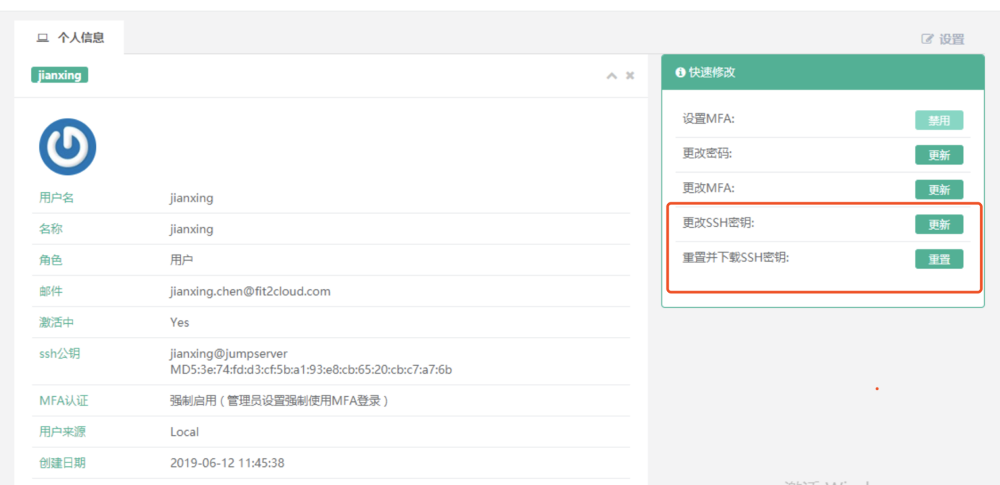 个人信息
设置
jianxing
用户名 jianxing
名称 jianxing
角色 用户
邮件 jianxing.chen@fit2cloud.com
激活中 Yes
ssh公钥 jianxing@jumpserver
MD5:3e:74:fd:d3:cf:5b:a1:93:e8:cb:65:20:cb:c7:a7:6b
MFA认证 强制启用 ( 管理员设置强制使用MFA登录 )
用户来源 Local
创建日期 2019-06-12 11:45:38
快速修改
设置MFA: 禁用
更改密码: 更新
更改MFA: 更新
更改SSH密钥: 更新
重置并下载SSH密钥: 重置